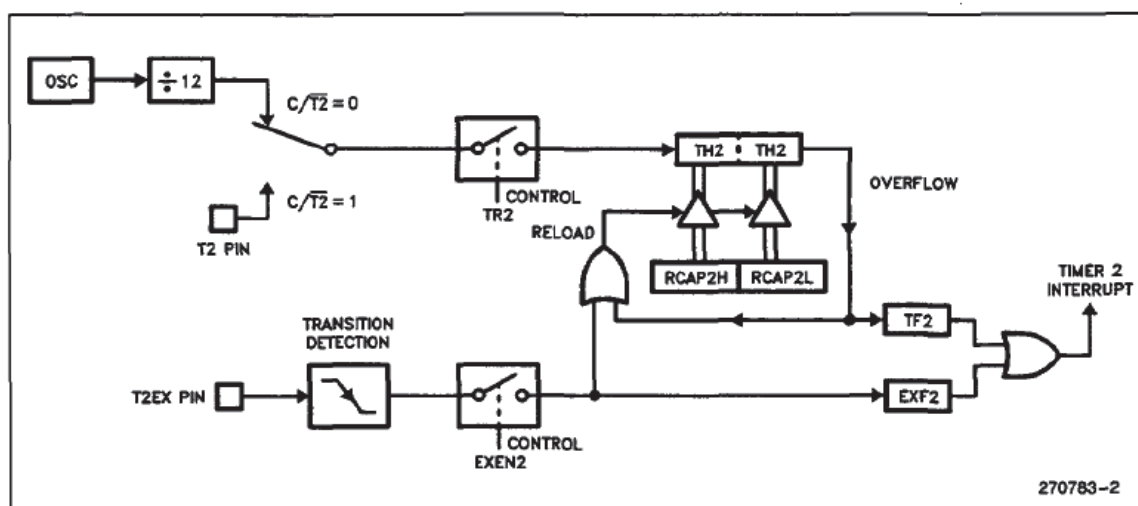 OSC
÷ 12
C/T2̅ = 0
C/T2̅ = 1
T2 PIN
CONTROL
TR2
TH2 TH2
OVERFLOW
RELOAD
RCAP2H RCAP2L
TIMER 2
INTERRUPT
TRANSITION
DETECTION
TF2
T2EX PIN
EXF2
CONTROL
EXEN2
270783-2